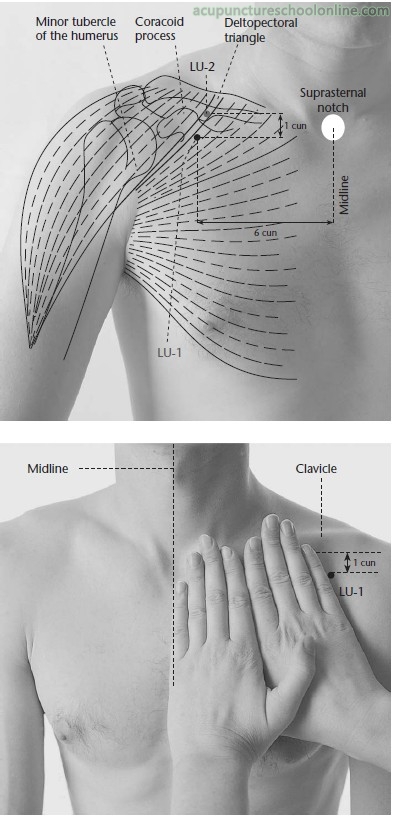 acupunctureschoolonline.com
Minor tubercle
of the humerus
Coracoid
process
Deltopectoral
triangle
LU-2
Suprasternal
notch
1 cun
Midline
6 cun
LU-1
Midline
Clavicle
1 cun
LU-1